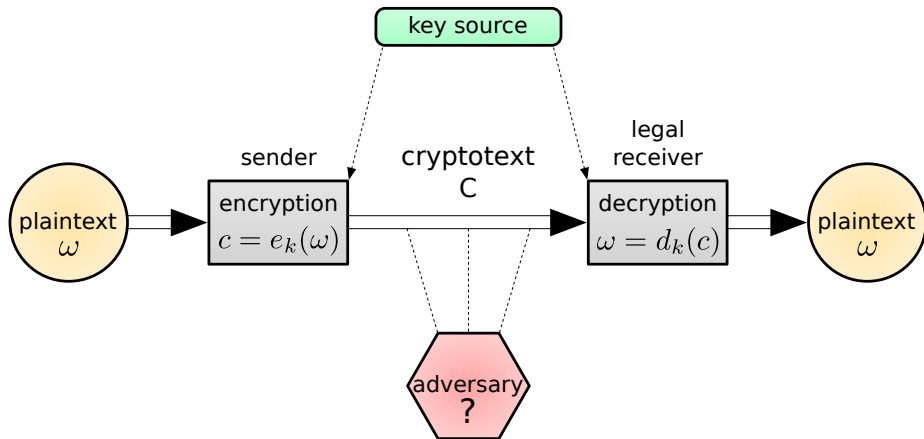 key source
sender
cryptotext
C
legal
receiver
plaintext
ω
encryption
c = e_k(ω)
decryption
ω = d_k(c)
plaintext
ω
adversary
?